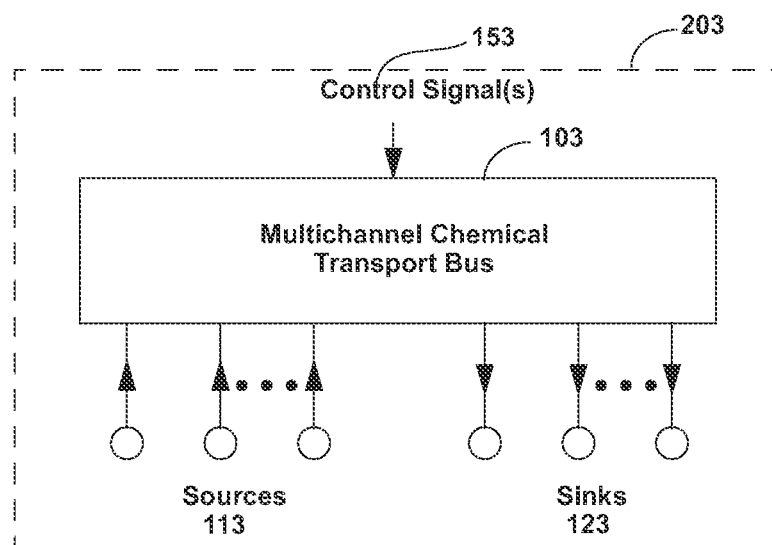 153
203
Control Signal(s)
103
Multichannel Chemical
Transport Bus
Sources
113
Sinks
123